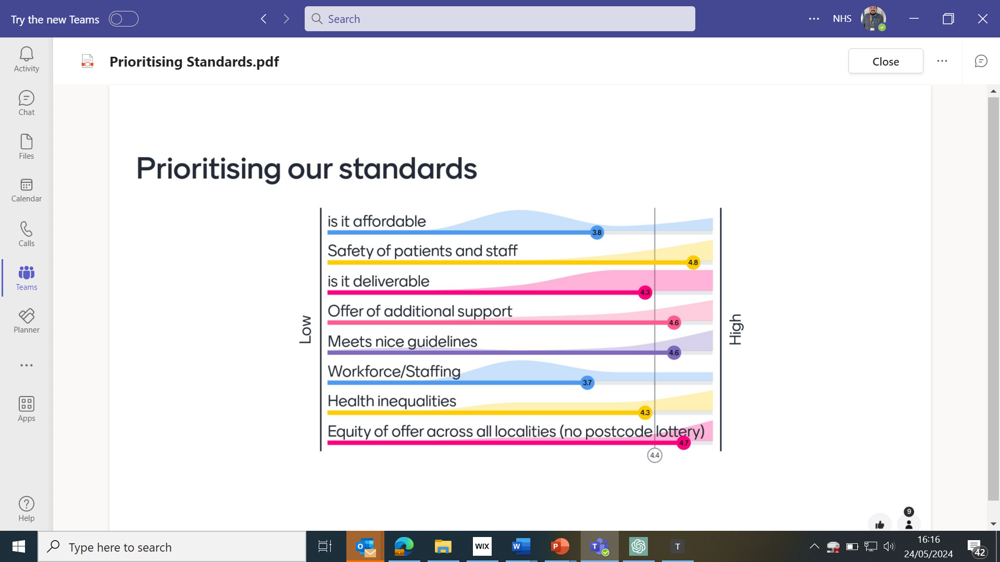 Try the new Teams
Search
NHS
Activity
Chat
Files
Calendar
Calls
Teams
Planner
Apps
Help
Prioritising Standards.pdf
Close
Prioritising our standards
Low
High
is it affordable
3.8
Safety of patients and staff
4.8
is it deliverable
4.3
Offer of additional support
4.6
Meets nice guidelines
4.6
Workforce/Staffing
3.7
Health inequalities
4.3
Equity of offer across all localities (no postcode lottery)
4.7
4.4
9
Type here to search
O
WIX
W
P
T
T
16:16
24/05/2024
42